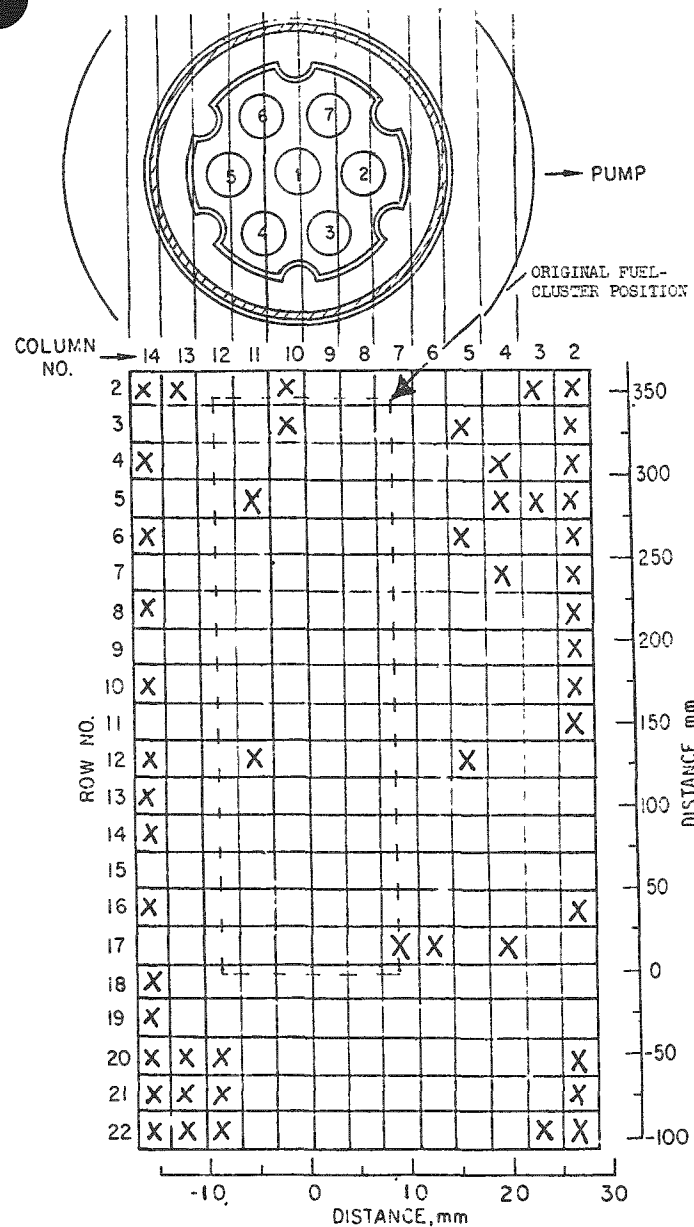 6 7
5 1 2
4 3
PUMP
ORIGINAL FUEL-
CLUSTER POSITION
COLUMN NO. 14 13 12 11 10 9 8 7 6 5 4 3 2
ROW NO.
2 X X X X X 350
3 X X X
4 X X X 300
5 X X X X
6 X X X 250
7 X X
8 X X
9 X 200
10 X X
11 X 150
12 X X X
13 X 100
14 X
15
16 X X 50
17 X X X
18 X 0
19 X
20 X X X X -50
21 X X X X
22 X X X X X -100
DISTANCE mm
-10 0 10 20 30
DISTANCE, mm